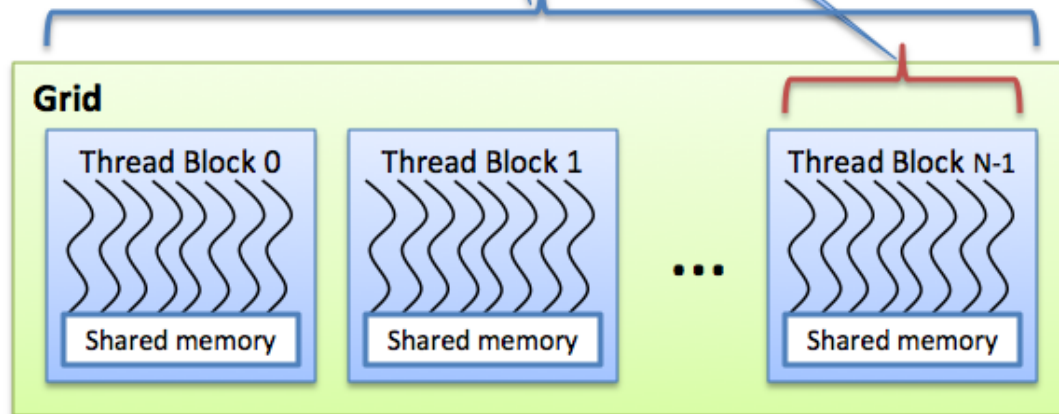 Grid
Thread Block 0
Thread Block 1
Thread Block N-1
...
Shared memory
Shared memory
Shared memory